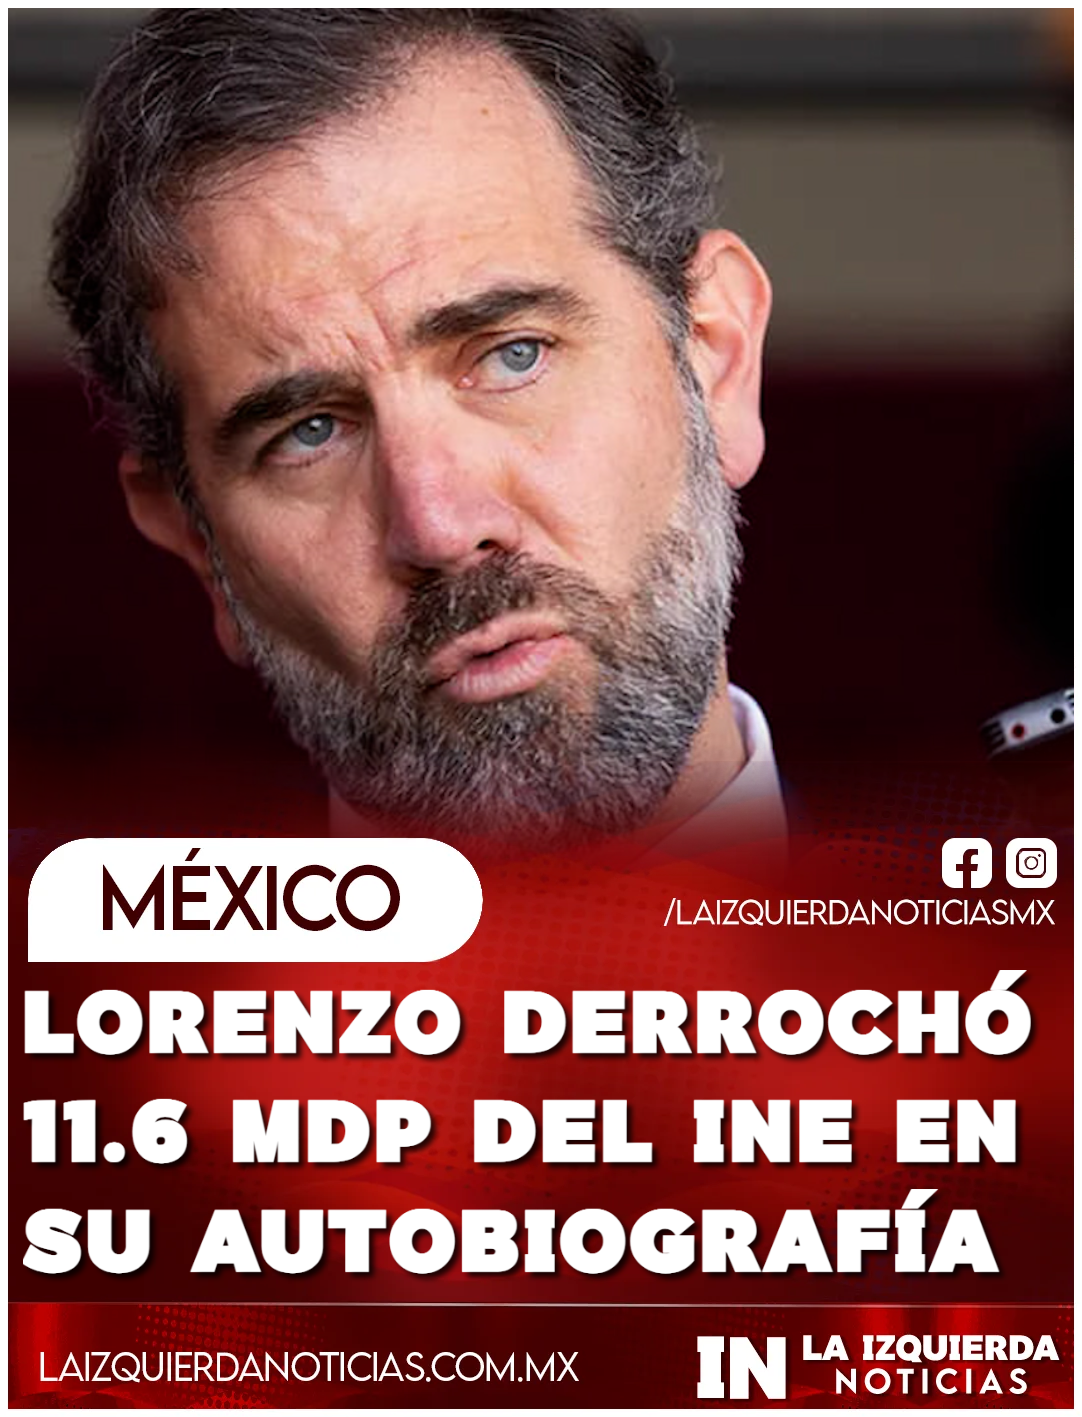 MÉXICO
/LAIZQUIERDANOTICIASMX
LORENZO DERROCHÓ
11.6 MDP DEL INE EN
SU AUTOBIOGRAFÍA
LAIZQUIERDANOTICIAS.COM.MX
IN LA IZQUIERDA
NOTICIAS